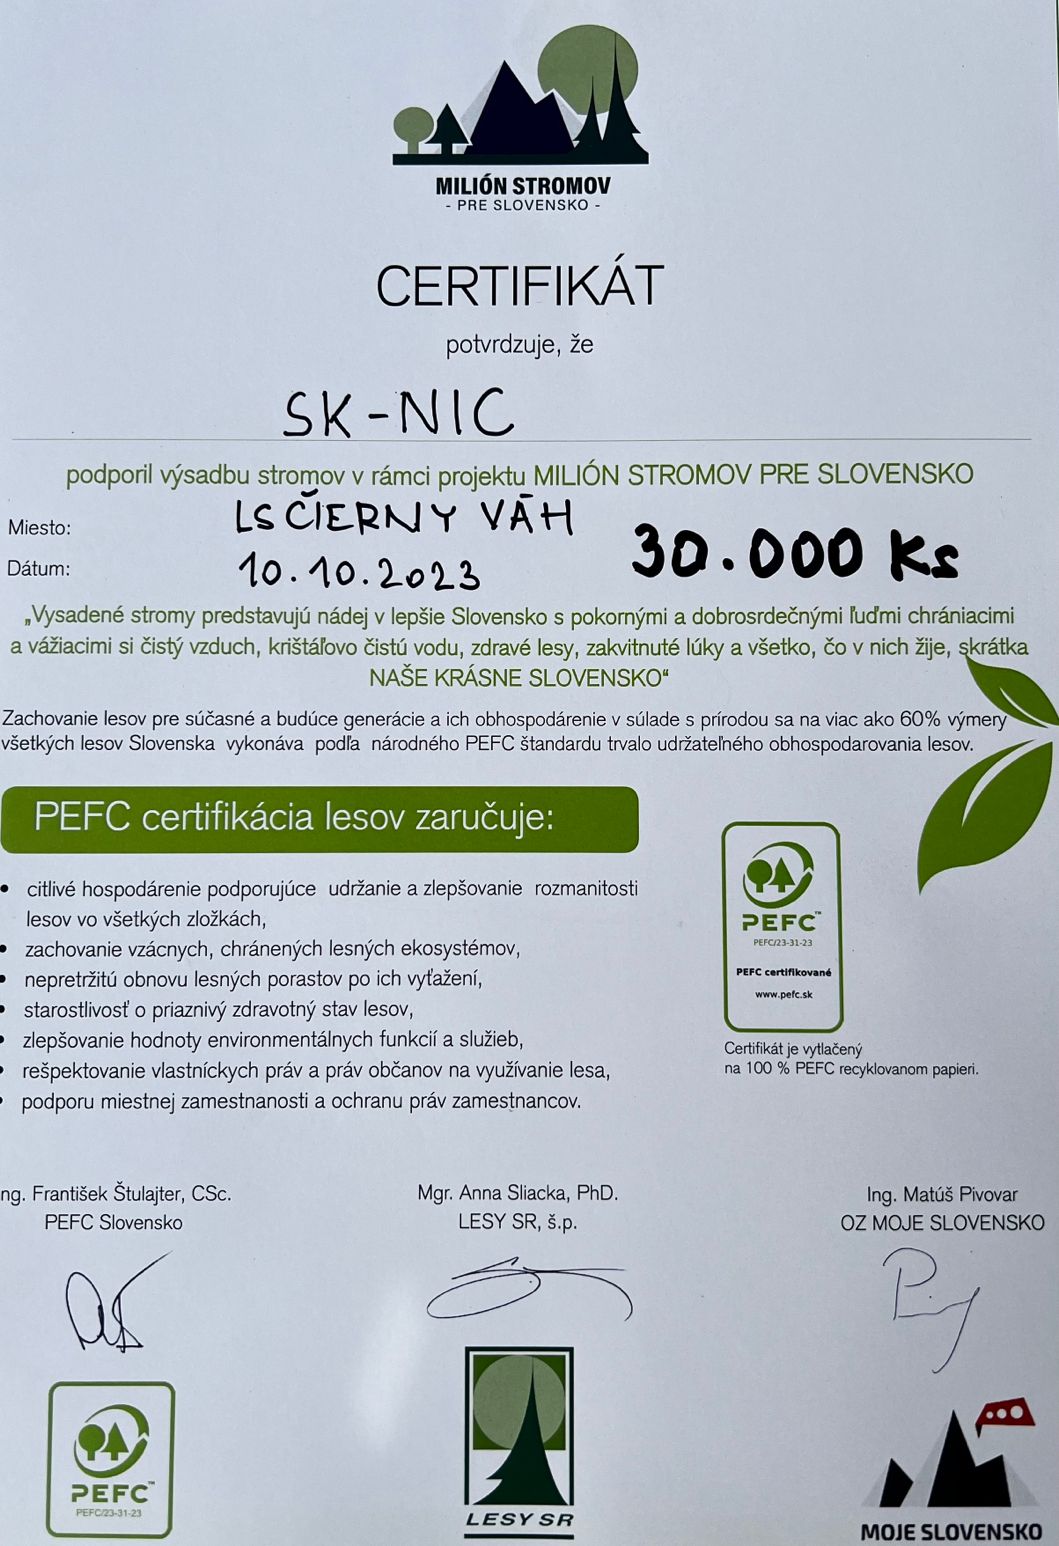 MILIÓN STROMOV
- PRE SLOVENSKO -
CERTIFIKÁT
potvrdzuje, že
SK-NIC
podporil výsadbu stromov v rámci projektu MILIÓN STROMOV PRE SLOVENSKO
Miesto: LS ČIERNY VÁH
Dátum: 10.10.2023 30.000 Ks
„Vysadené stromy predstavujú nádej v lepšie Slovensko s pokornými a dobrosrdečnými ľuďmi chrániacimi
a vážiacimi si čistý vzduch, krištáľovo čistú vodu, zdravé lesy, zakvitnuté lúky a všetko, čo v nich žije, skrátka
NAŠE KRÁSNE SLOVENSKO“
Zachovanie lesov pre súčasné a budúce generácie a ich obhospodárenie v súlade s prírodou sa na viac ako 60% výmery
všetkých lesov Slovenska vykonáva podľa národného PEFC štandardu trvalo udržateľného obhospodarovania lesov.
PEFC certifikácia lesov zaručuje:
• citlivé hospodárenie podporujúce udržanie a zlepšovanie rozmanitosti
lesov vo všetkých zložkách,
• zachovanie vzácnych, chránených lesných ekosystémov,
• nepretržitú obnovu lesných porastov po ich vyťažení,
• starostlivosť o priaznivý zdravotný stav lesov,
• zlepšovanie hodnoty environmentálnych funkcií a služieb,
• rešpektovanie vlastníckych práv a práv občanov na využívanie lesa,
• podporu miestnej zamestnanosti a ochranu práv zamestnancov.
PEFC™
PEFC/23-31-23
PEFC certifikované
www.pefc.sk
Certifikát je vytlačený
na 100 % PEFC recyklovanom papieri.
ng. František Štulajter, CSc.
PEFC Slovensko
Mgr. Anna Sliacka, PhD.
LESY SR, š.p.
Ing. Matúš Pivovar
OZ MOJE SLOVENSKO
PEFC™
PEFC/23-31-23
LESY SR
MOJE SLOVENSKO